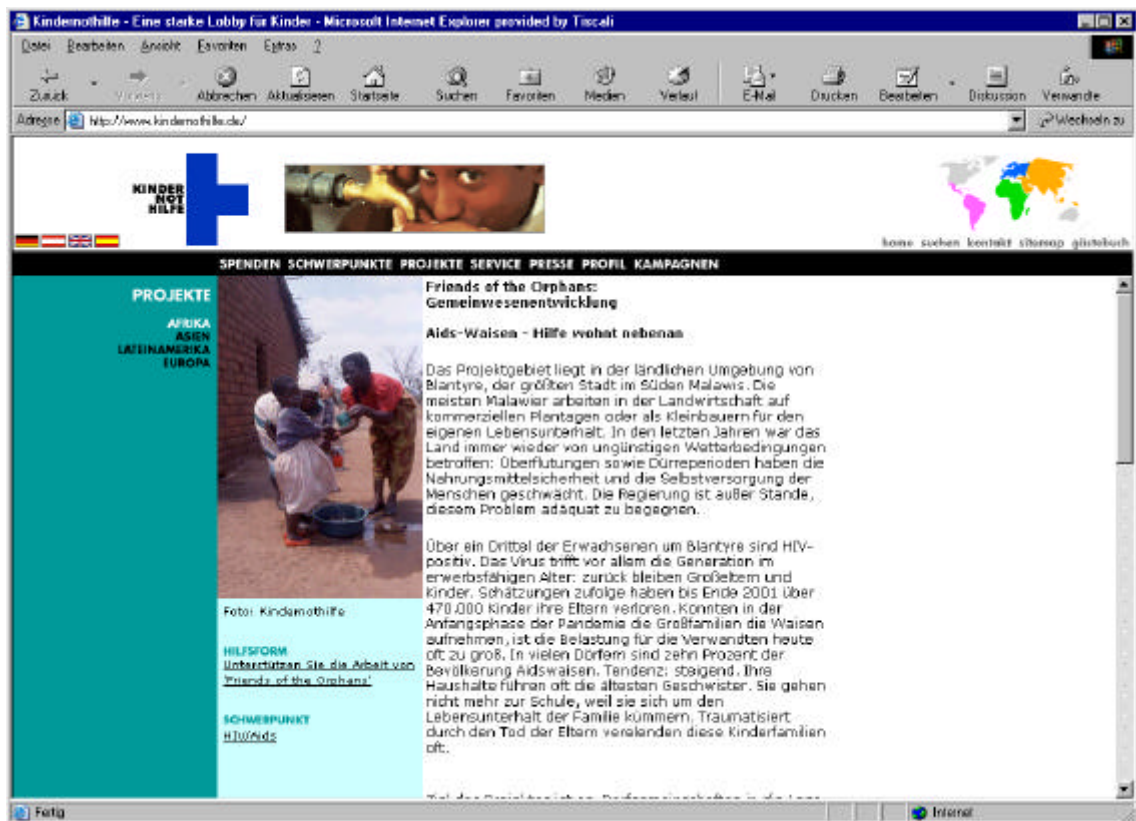 Kindernothilfe - Eine starke Lobby für Kinder - Microsoft Internet Explorer provided by Tiscali
Datei Bearbeiten Ansicht Favoriten Extras ?
Zurück Vorwärts Abbrechen Aktualisieren Startseite Suchen Favoriten Medien Verlauf E-Mail Drucken Bearbeiten Diskussion Verwandte
Adresse http://www.kindernothilfe.de/ Wechseln zu
KINDER
NOT
HILFE
home suchen kontakt sitemap gästebuch
SPENDEN SCHWERPUNKTE PROJEKTE SERVICE PRESSE PROFIL KAMPAGNEN
PROJEKTE
AFRIKA
ASIEN
LATEINAMERIKA
EUROPA
Foto: Kindernothilfe
HILFSFORM
Unterstützen Sie die Arbeit von
'Friends of the Orphans'
SCHWERPUNKT
HIV/Aids
Friends of the Orphans:
Gemeinwesenentwicklung
Aids-Waisen - Hilfe wohnt nebenan
Das Projektgebiet liegt in der ländlichen Umgebung von
Blantyre, der größten Stadt im Süden Malawis. Die
meisten Malawier arbeiten in der Landwirtschaft auf
kommerziellen Plantagen oder als Kleinbauern für den
eigenen Lebensunterhalt. In den letzten Jahren war das
Land immer wieder von ungünstigen Wetterbedingungen
betroffen: Überflutungen sowie Dürreperioden haben die
Nahrungsmittelsicherheit und die Selbstversorgung der
Menschen geschwächt. Die Regierung ist außer Stande,
diesem Problem adäquat zu begegnen.
Über ein Drittel der Erwachsenen um Blantyre sind HIV-
positiv. Das Virus trifft vor allem die Generation im
erwerbsfähigen Alter: zurück bleiben Großeltern und
Kinder. Schätzungen zufolge haben bis Ende 2001 über
470.000 Kinder ihre Eltern verloren. Konnten in der
Anfangsphase der Pandemie die Großfamilien die Waisen
aufnehmen, ist die Belastung für die Verwandten heute
oft zu groß. In vielen Dörfern sind zehn Prozent der
Bevölkerung Aidswaisen. Tendenz: steigend. Ihre
Haushalte führen oft die ältesten Geschwister. Sie gehen
nicht mehr zur Schule, weil sie sich um den
Lebensunterhalt der Familie kümmern. Traumatisiert
durch den Tod der Eltern verelenden diese Kinderfamilien
oft.
Fertig Internet